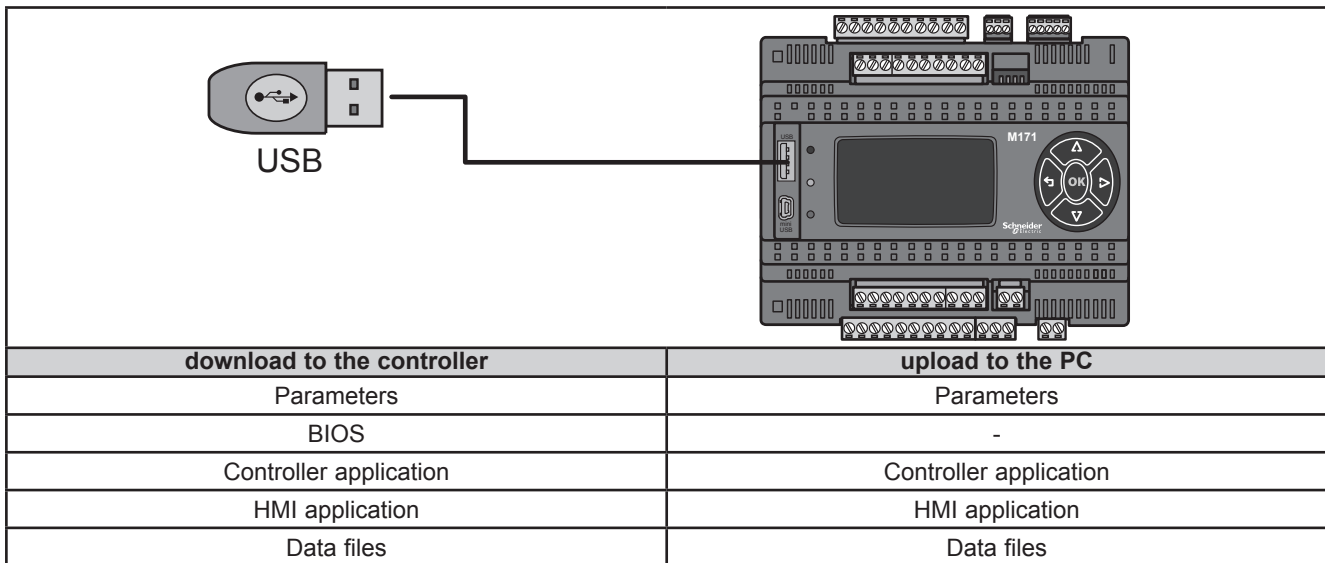 USB
M171
USB
OK
mini
USB
Schneider
Electric
download to the controller upload to the PC
Parameters Parameters
BIOS -
Controller application Controller application
HMI application HMI application
Data files Data files